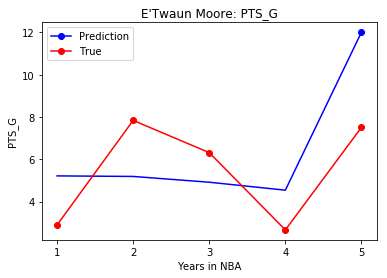 E'Twaun Moore: PTS_G
Prediction
True
PTS_G
12
10
8
6
4
1 2 3 4 5
Years in NBA